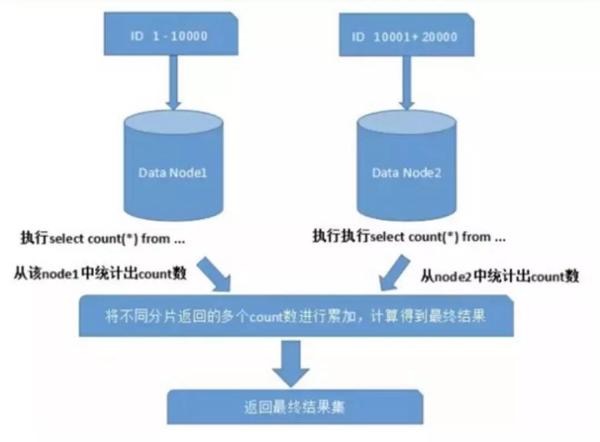 ID 1 - 10000
ID 10001+ 20000
Data Node1
Data Node2
执行select count(*) from ...
执行执行select count(*) from ...
从该node1中统计出count数
从node2中统计出count数
将不同分片返回的多个count数进行累加，计算得到最终结果
返回最终结果集